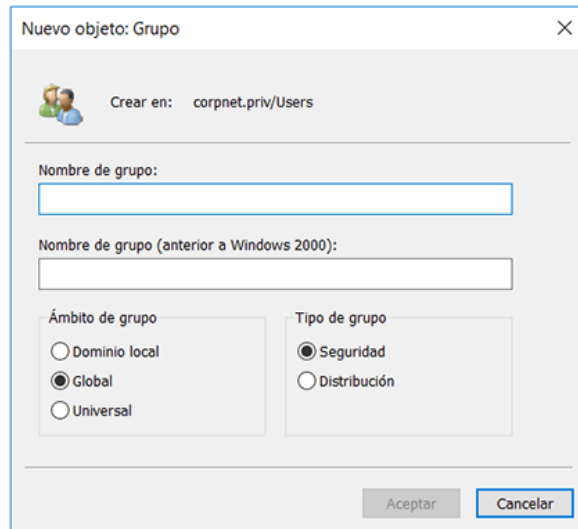 Nuevo objeto: Grupo
Crear en: corpnet.priv/Users
Nombre de grupo:
Nombre de grupo (anterior a Windows 2000):
Ámbito de grupo
Dominio local
Global
Universal
Tipo de grupo
Seguridad
Distribución
Aceptar
Cancelar